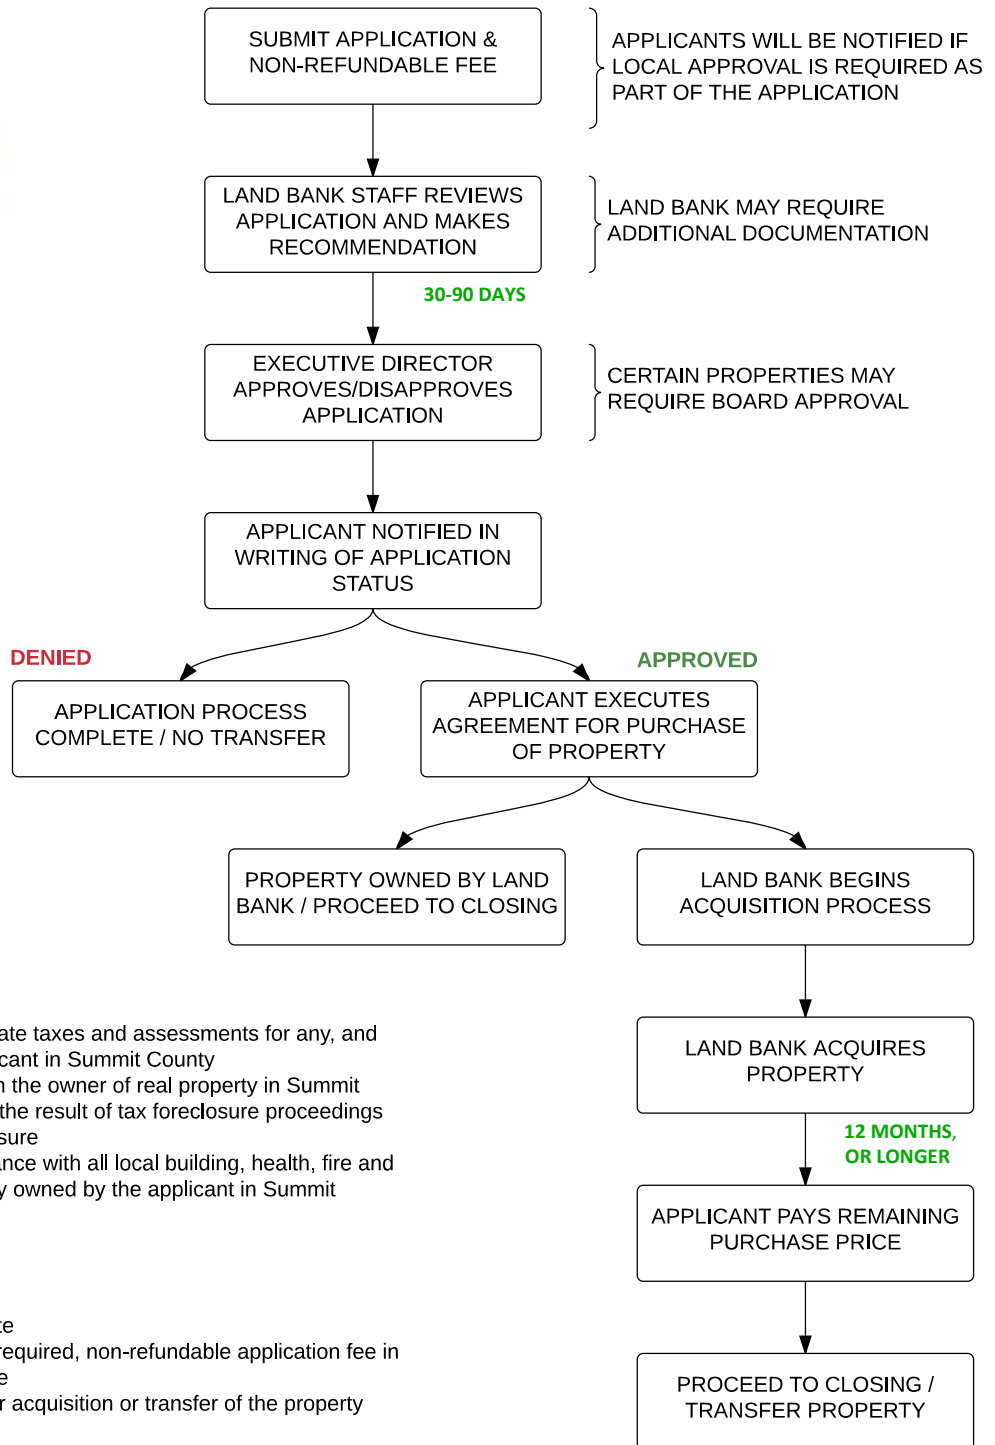 SUBMIT APPLICATION &
NON-REFUNDABLE FEE
APPLICANTS WILL BE NOTIFIED IF
LOCAL APPROVAL IS REQUIRED AS
PART OF THE APPLICATION
LAND BANK STAFF REVIEWS
APPLICATION AND MAKES
RECOMMENDATION
LAND BANK MAY REQUIRE
ADDITIONAL DOCUMENTATION
30-90 DAYS
EXECUTIVE DIRECTOR
APPROVES/DISAPPROVES
APPLICATION
CERTAIN PROPERTIES MAY
REQUIRE BOARD APPROVAL
APPLICANT NOTIFIED IN
WRITING OF APPLICATION
STATUS
DENIED
APPROVED
APPLICATION PROCESS
COMPLETE / NO TRANSFER
APPLICANT EXECUTES
AGREEMENT FOR PURCHASE
OF PROPERTY
PROPERTY OWNED BY LAND
BANK / PROCEED TO CLOSING
LAND BANK BEGINS
ACQUISITION PROCESS
LAND BANK ACQUIRES
PROPERTY
12 MONTHS,
OR LONGER
APPLICANT PAYS REMAINING
PURCHASE PRICE
PROCEED TO CLOSING /
TRANSFER PROPERTY
taxes and assessments for any, and
in Summit County
the owner of real property in Summit
the result of tax foreclosure proceedings
with all local building, health, fire and
owned by the applicant in Summit
required, non-refundable application fee in
acquisition or transfer of the property